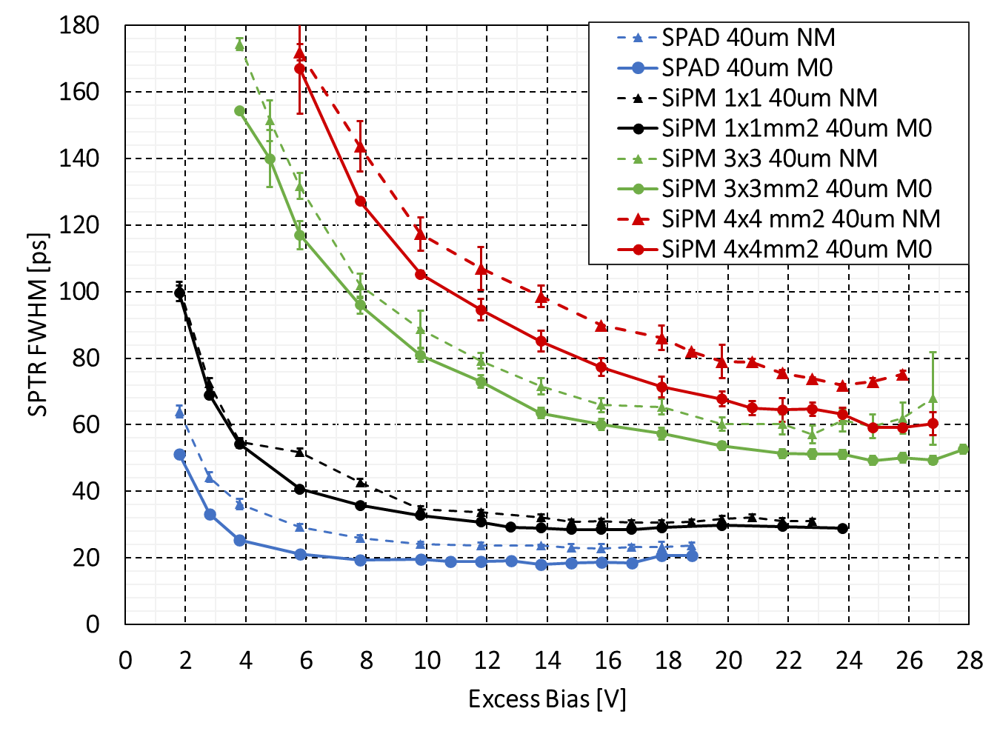 180
160
140
120
100
80
60
40
20
0
SPTR FWHM [ps]
SPAD 40um NM
SPAD 40um M0
SiPM 1x1 40um NM
SiPM 1x1mm2 40um M0
SiPM 3x3 40um NM
SiPM 3x3mm2 40um M0
SiPM 4x4 mm2 40um NM
SiPM 4x4mm2 40um M0
0 2 4 6 8 10 12 14 16 18 20 22 24 26 28
Excess Bias [V]